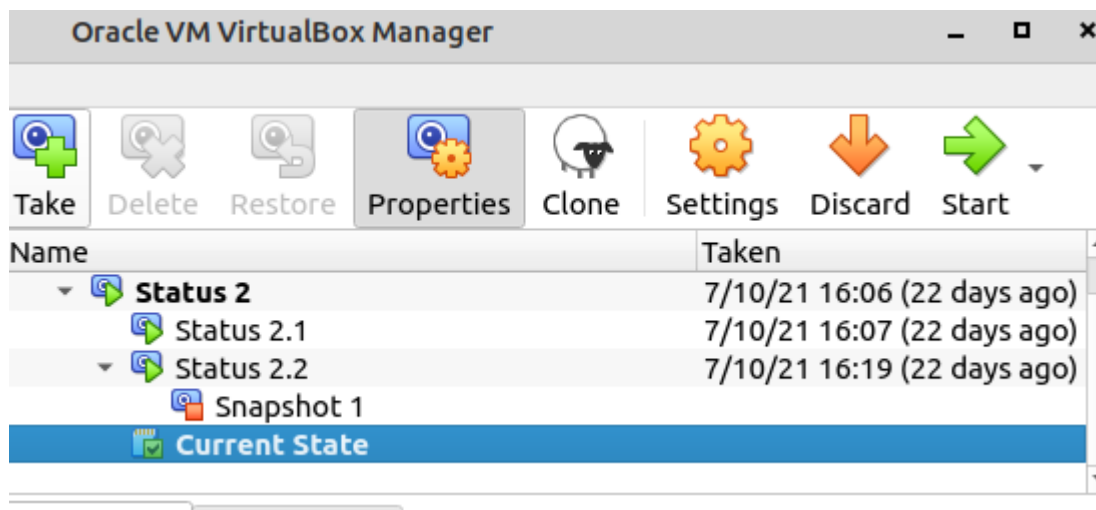 Oracle VM VirtualBox Manager
Take Delete Restore Properties Clone Settings Discard Start
Name Taken
Status 2 7/10/21 16:06 (22 days ago)
Status 2.1 7/10/21 16:07 (22 days ago)
Status 2.2 7/10/21 16:19 (22 days ago)
Snapshot 1
Current State